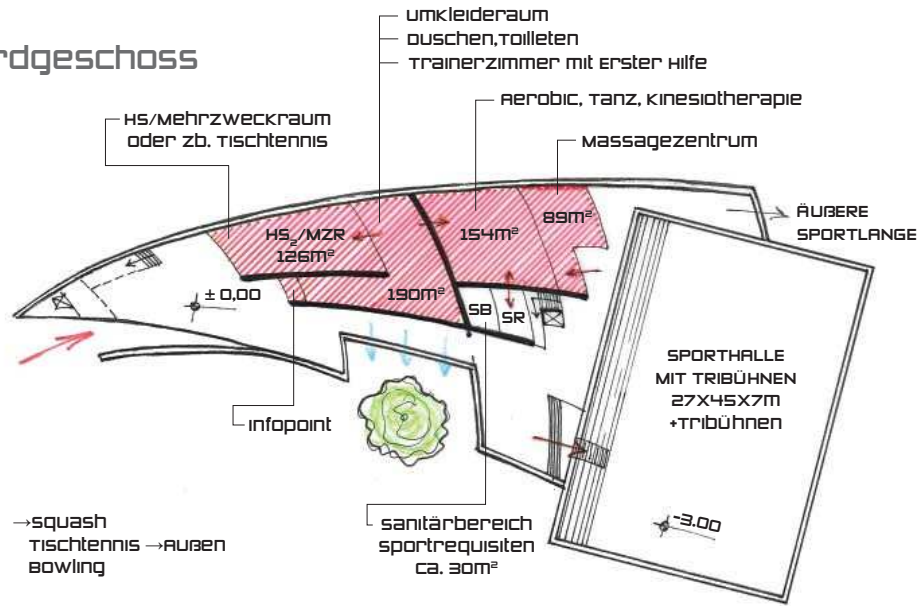 rdgeschoss
umkleideraum
Duschen,Toilleten
Trainerzimmer mit Erster Hilfe
Aerobic, Tanz, Kinesiotherapie
Massagezentrum
HS/Mehrzweckraum
oder zb. Tischtennis
HS₂/MZR
126m²
154m²
89m²
190m²
± 0,00
SB
SR
Äußere
Sportlange
Sporthalle
mit Tribühnen
27x45x7m
+Tribühnen
-3.00
Infopoint
→squash
Tischtennis →Außen
Bowling
sanitärbereich
sportrequisiten
ca. 30m²